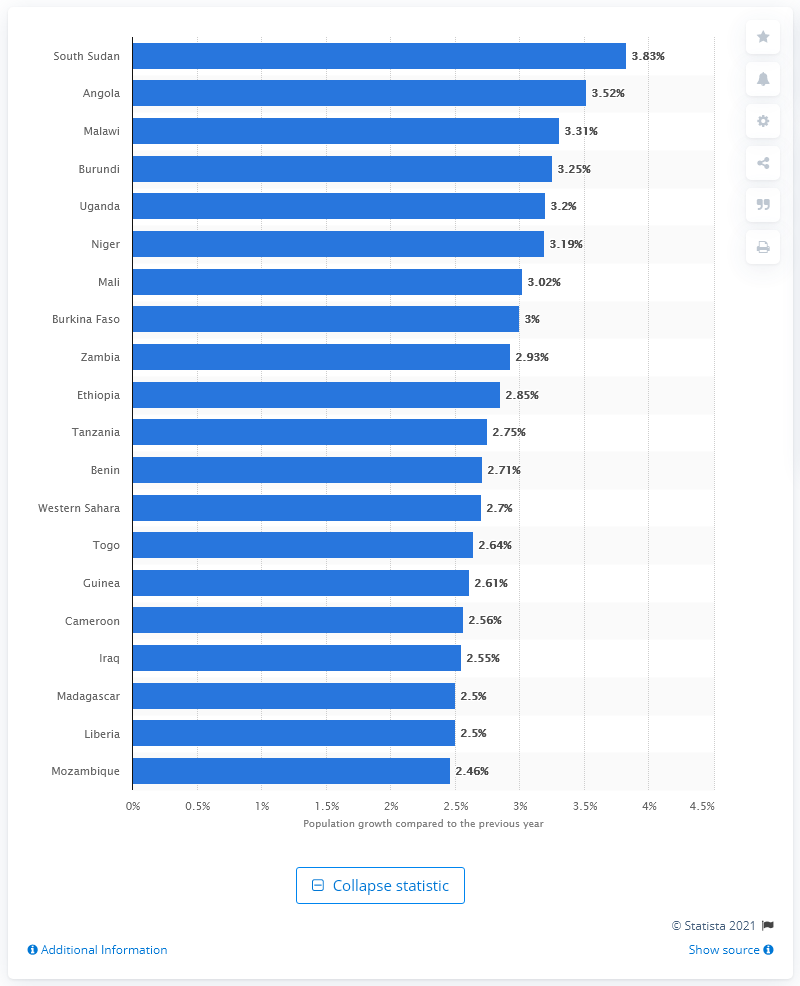 South Sudan 3.83%
Angola 3.52%
Malawi 3.31%
Burundi 3.25%
Uganda 3.2%
Niger 3.19%
Mali 3.02%
Burkina Faso 3%
Zambia 2.93%
Ethiopia 2.85%
Tanzania 2.75%
Benin 2.71%
Western Sahara 2.7%
Togo 2.64%
Guinea 2.61%
Cameroon 2.56%
Iraq 2.55%
Madagascar 2.5%
Liberia 2.5%
Mozambique 2.46%
0% 0.5% 1% 1.5% 2% 2.5% 3% 3.5% 4% 4.5%
Population growth compared to the previous year
Collapse statistic
© Statista 2021
Additional Information Show source